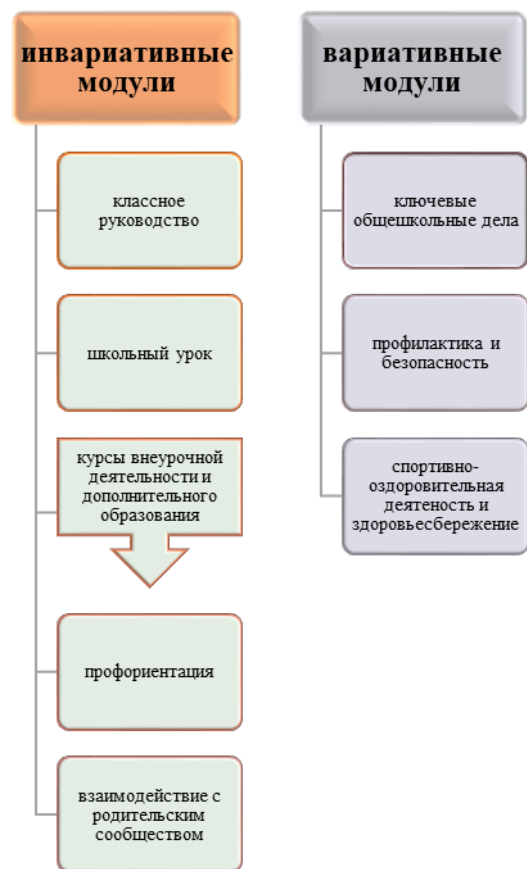 инвариативные
модули
классное
руководство
школьный урок
курсы внеурочной
деятельности и
дополнительного
образования
профориентация
взаимодействие с
родительским
сообществом
вариативные
модули
ключевые
общешкольные дела
профилактика и
безопасность
спортивно-
оздоровительная
деятеность и
здоровьесбережение